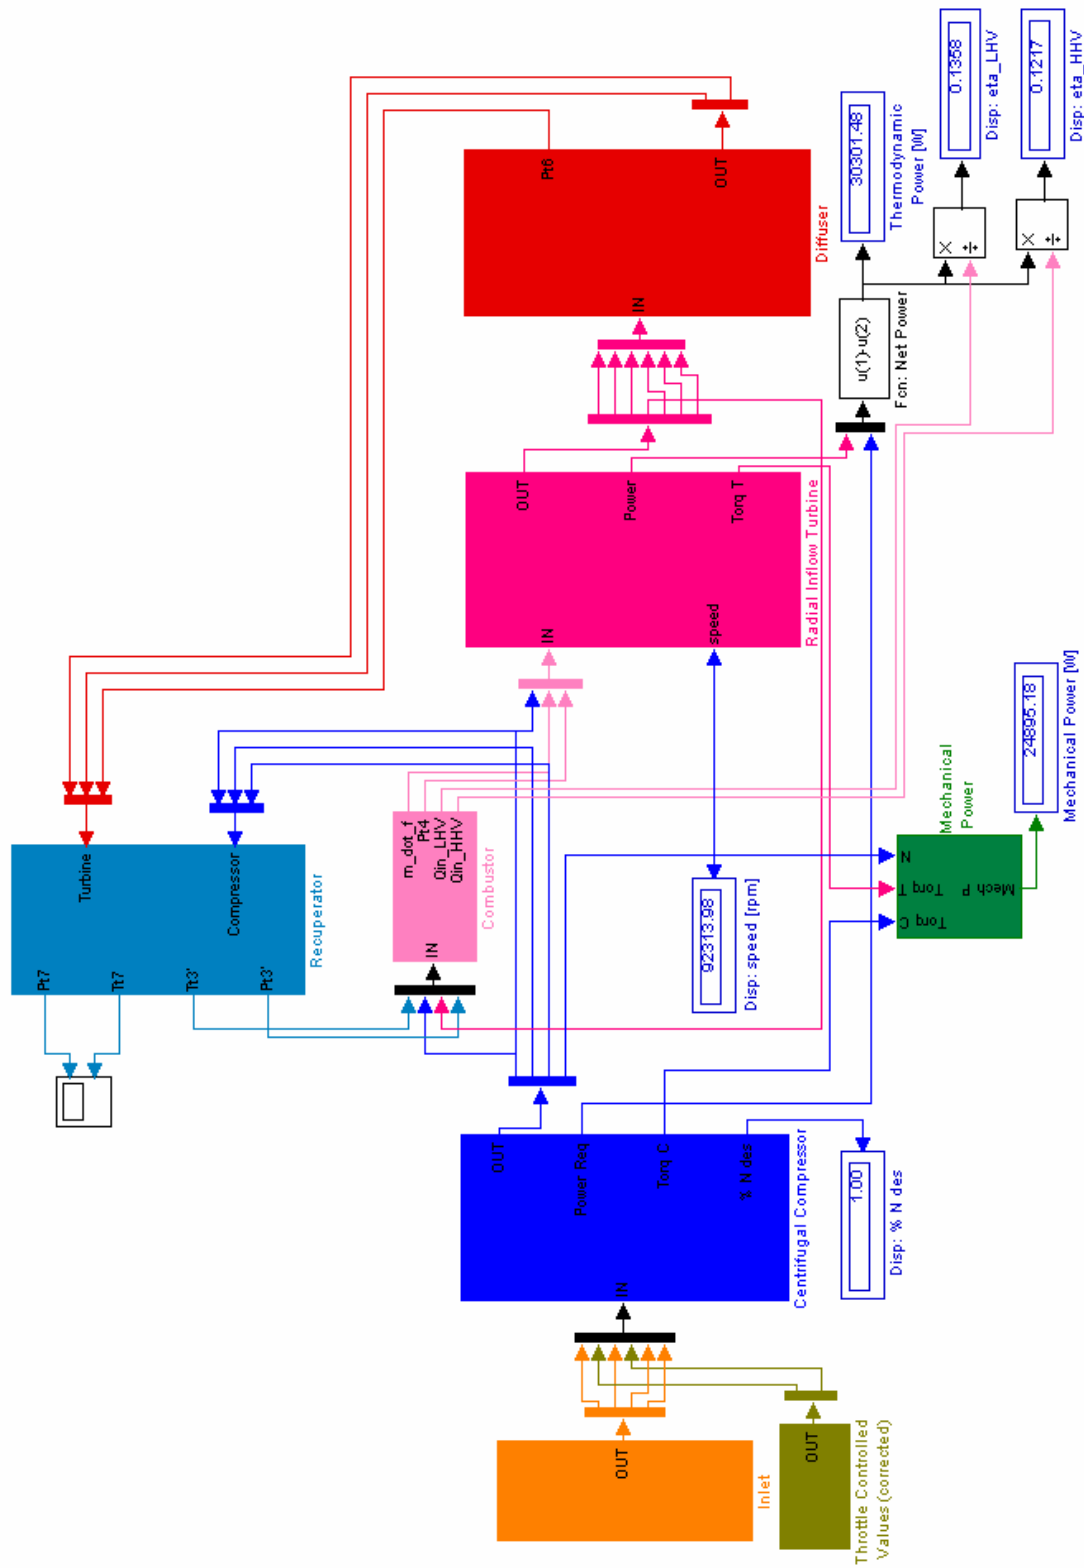 Pt7
Tt7
Tt3'
Pt3'
Turbine
Compressor
Recuperator
IN
m_dot_f
Pt4
Qin_LHV
Qin_HHV
Combustor
OUT
Inlet
OUT
Throttle Controlled
Values (corrected)
IN
OUT
Power Req
Torq C
% N des
Centrifugal Compressor
1.00
Disp: % N des
92313.98
Disp: speed [rpm]
IN
speed
OUT
Power
Torq T
Radial Inflow Turbine
IN
Pt6
OUT
Diffuser
Torq C
Torq T
N
Mech P
Mechanical
Power
24895.18
Mechanical Power [W]
u(1)-u(2)
Fcn: Net Power
30301.48
Thermodynamic
Power [W]
×
÷
0.1358
Disp: eta_LHV
×
÷
0.1217
Disp: eta_HHV